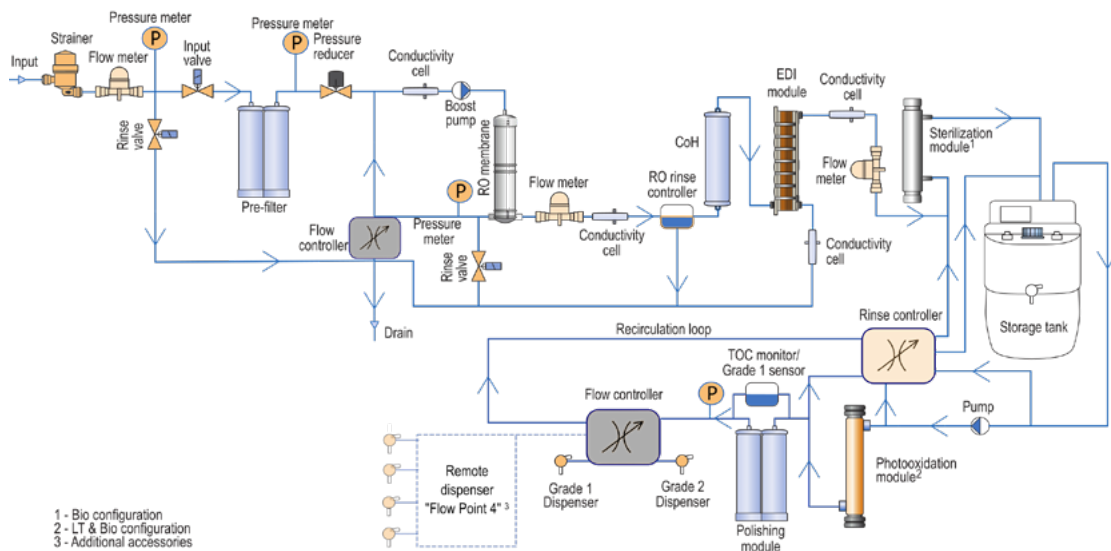 Pressure meter
Strainer
Input
Flow meter
P
Input
valve
Rinse
valve
Pre-filter
Pressure meter
P
Pressure
reducer
Conductivity
cell
Boost
pump
RO membrane
Flow
controller
Drain
P
Pressure
meter
Rinse
valve
Flow meter
Conductivity
cell
RO rinse
controller
CoH
EDI
module
Conductivity
cell
Flow
meter
Conductivity
cell
Sterilization
module1
Storage tank
Rinse controller
Recirculation loop
TOC monitor/
Grade 1 sensor
P
Flow controller
Pump
Photooxidation
module2
Polishing
module
Grade 1
Dispenser
Grade 2
Dispenser
Remote
dispenser
"Flow Point 4" 3
1 - Bio configuration
2 - LT & Bio configuration
3 - Additional accessories